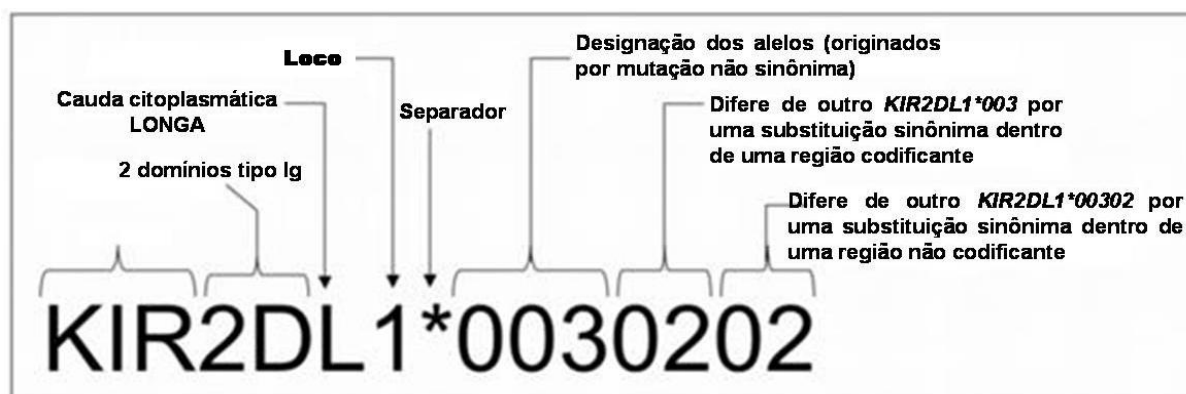 Loco
Designação dos alelos (originados
por mutação não sinônima)
Cauda citoplasmática
LONGA
Separador
Difere de outro KIR2DL1*003 por
uma substituição sinônima dentro
de uma região codificante
2 domínios tipo Ig
Difere de outro KIR2DL1*00302 por
uma substituição sinônima dentro de
uma região não codificante
KIR2DL1*0030202